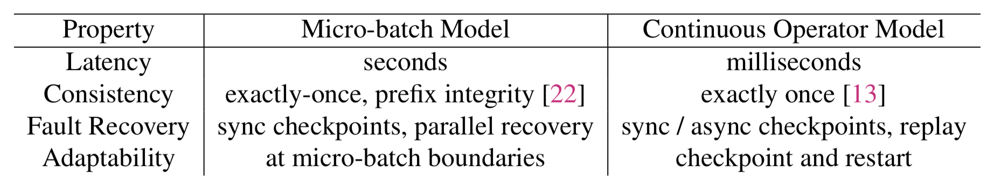 Property Micro-batch Model Continuous Operator Model
Latency seconds milliseconds
Consistency exactly-once, prefix integrity [22] exactly once [13]
Fault Recovery sync checkpoints, parallel recovery sync / async checkpoints, replay
Adaptability at micro-batch boundaries checkpoint and restart